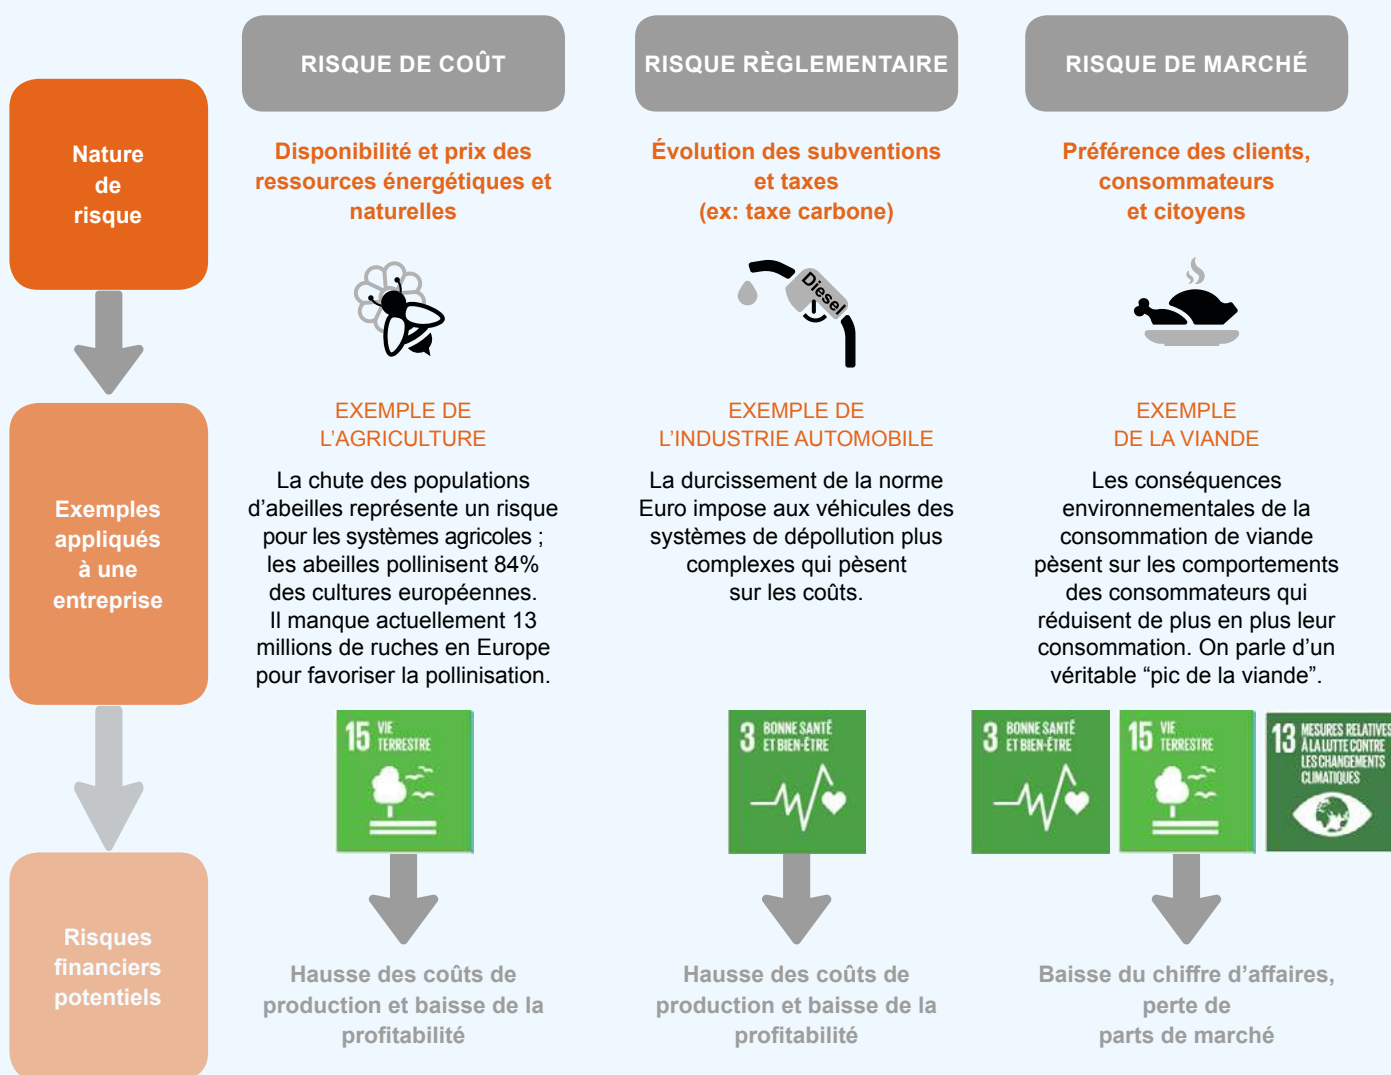 RISQUE DE COÛT
RISQUE RÈGLEMENTAIRE
RISQUE DE MARCHÉ
Nature
de
risque
Disponibilité et prix des
ressources énergétiques et
naturelles
Évolution des subventions
et taxes
(ex: taxe carbone)
Préférence des clients,
consommateurs
et citoyens
Diesel
Exemples
appliqués
à une
entreprise
EXEMPLE DE
L’AGRICULTURE
La chute des populations
d’abeilles représente un risque
pour les systèmes agricoles ;
les abeilles pollinisent 84%
des cultures européennes.
Il manque actuellement 13
millions de ruches en Europe
pour favoriser la pollinisation.
EXEMPLE DE
L’INDUSTRIE AUTOMOBILE
La durcissement de la norme
Euro impose aux véhicules des
systèmes de dépollution plus
complexes qui pèsent
sur les coûts.
EXEMPLE
DE LA VIANDE
Les conséquences
environnementales de la
consommation de viande
pèsent sur les comportements
des consommateurs qui
réduisent de plus en plus leur
consommation. On parle d’un
véritable “pic de la viande”.
15 VIE
TERRESTRE
3 BONNE SANTÉ
ET BIEN-ÊTRE
3 BONNE SANTÉ
ET BIEN-ÊTRE
15 VIE
TERRESTRE
13 MESURES RELATIVES
À LA LUTTE CONTRE
LES CHANGEMENTS
CLIMATIQUES
Risques
financiers
potentiels
Hausse des coûts de
production et baisse de la
profitabilité
Hausse des coûts de
production et baisse de la
profitabilité
Baisse du chiffre d’affaires,
perte de
parts de marché